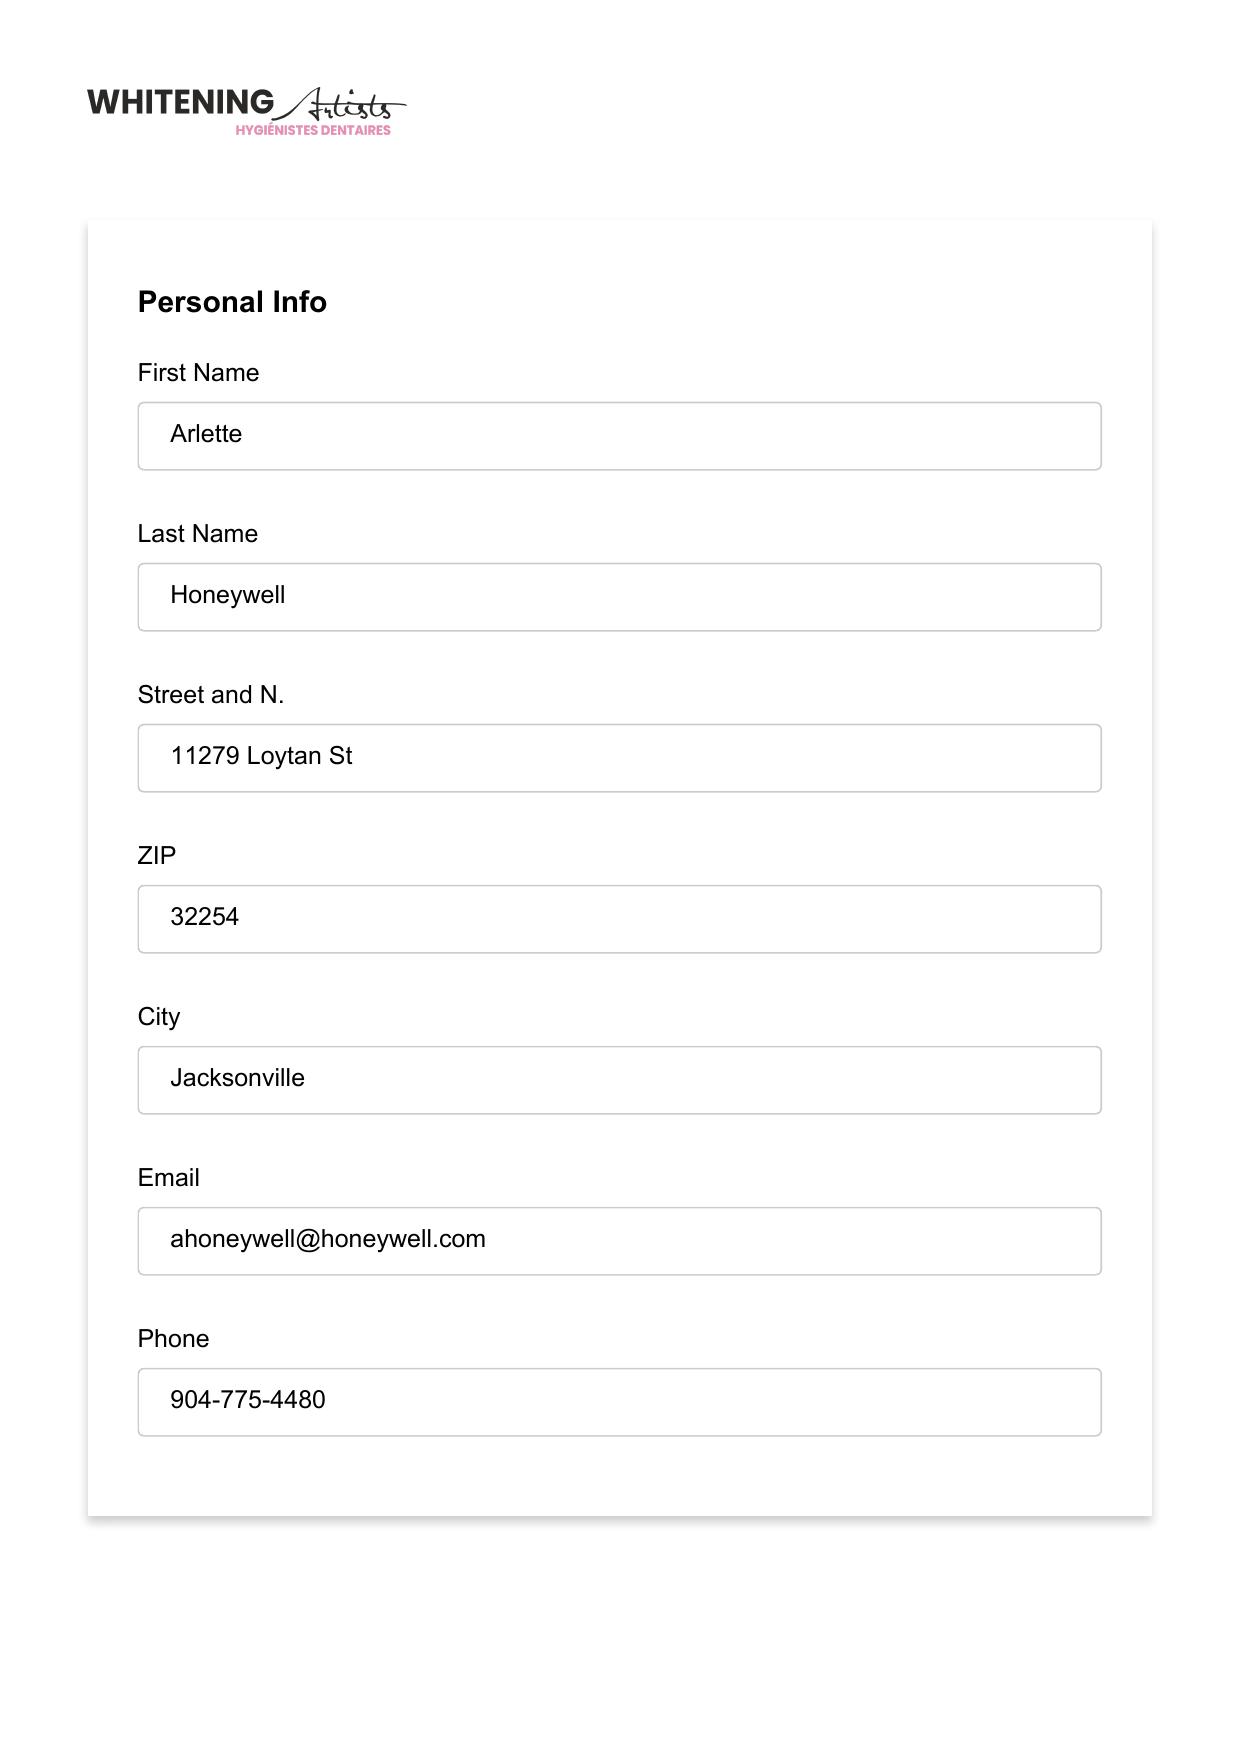 WHITENING Artists
HYGIÉNISTES DENTAIRES
Personal Info
First Name
Arlette
Last Name
Honeywell
Street and N.
11279 Loytan St
ZIP
32254
City
Jacksonville
Email
ahoneywell@honeywell.com
Phone
904-775-4480